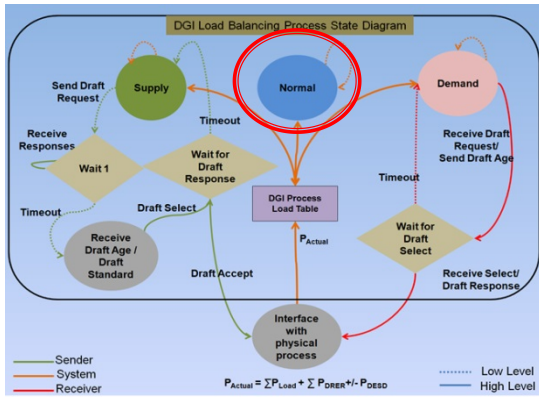 DGI Load Balancing Process State Diagram
Send Draft
Request
Supply
Normal
Demand
Receive
Responses
Timeout
Receive Draft
Request/
Send Draft Age
Wait 1
Wait for
Draft
Response
Timeout
DGI Process
Load Table
Timeout
Draft Select
Wait for
Draft
Select
Receive
Draft Age /
Draft
Standard
PActual
Draft Accept
Receive Select/
Draft Response
Interface
with
physical
process
Sender
System
Receiver
Low Level
High Level
PActual = ∑PLoad + ∑ PDRER+/- PDESD